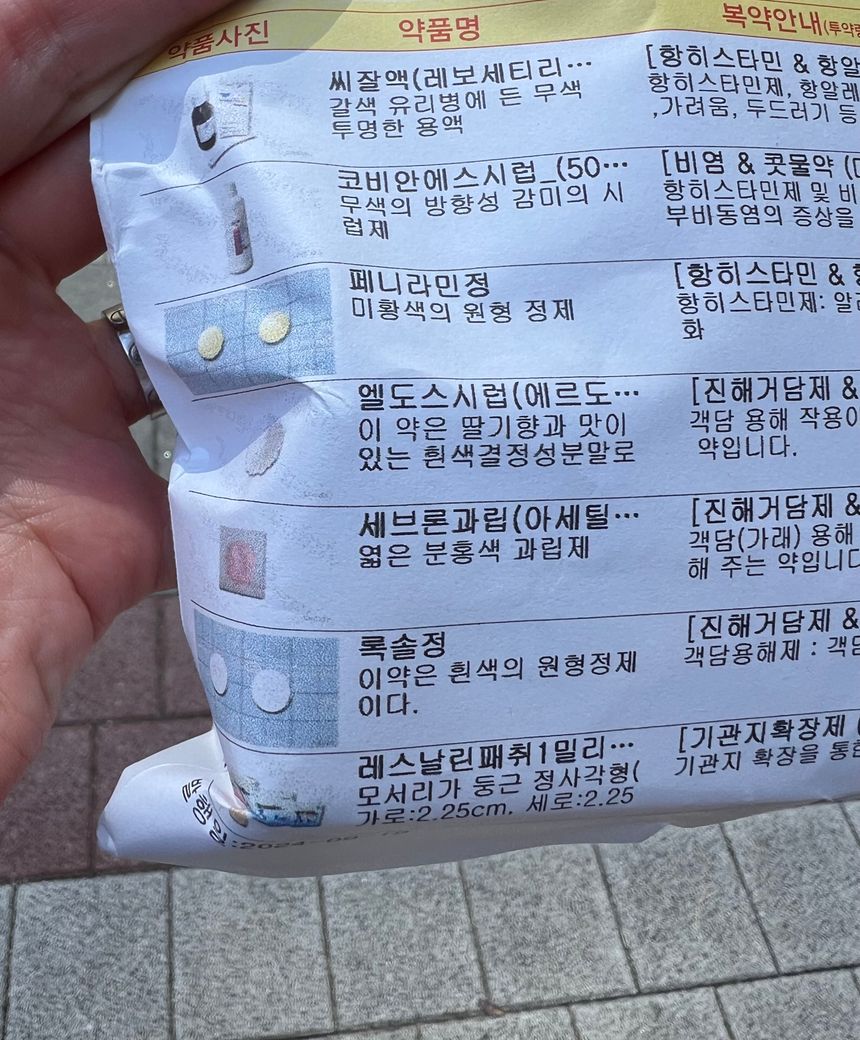 약품사진 약품명 복약안내(투약량
씨잘액(레보세티리… [항히스타민 & 항알
갈색 유리병에 든 무색 항히스타민제, 항알레
투명한 용액 ,가려움, 두드러기 등
코비안에스시럽_(50… [비염 & 콧물약 (
무색의 방향성 감미의 시 항히스타민제 및 비
럽제 부비동염의 증상을
페니라민정 [항히스타민 &
미황색의 원형 정제 항히스타민제: 알
화
엘도스시럽(에르도… [진해거담제 &
이 약은 딸기향과 맛이 객담 용해 작용이
있는 흰색결정성분말로 약입니다.
세브론과립(아세틸… [진해거담제 &
엷은 분홍색 과립제 객담(가래) 용해
해 주는 약입니다
록솔정 [진해거담제 &
이약은 흰색의 원형정제 객담용해제 : 객담
이다.
레스날린패취1밀리… [기관지확장제 (
모서리가 둥근 정사각형( 기관지 확장을 통한
가로:2.25cm, 세로:2.25